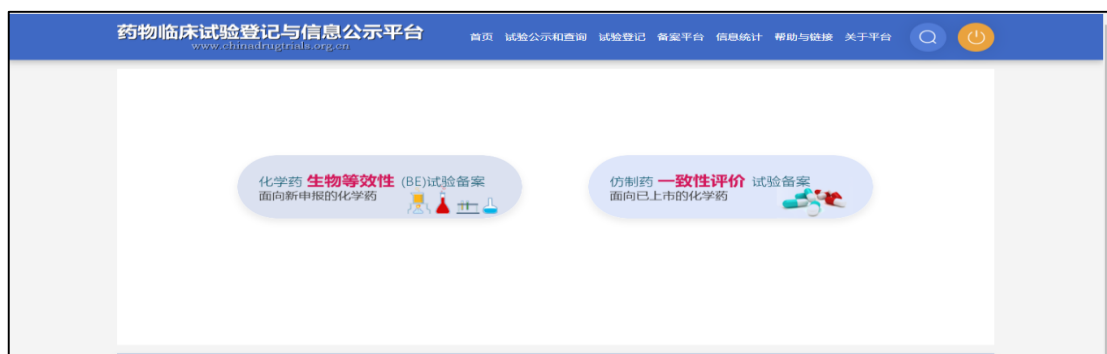 药物临床试验登记与信息公示平台
www.chinadrugtrials.org.cn
首页 试验公示和查询 试验登记 备案平台 信息统计 帮助与链接 关于平台
化学药 生物等效性 (BE)试验备案
面向新申报的化学药
仿制药 一致性评价 试验备案
面向已上市的化学药